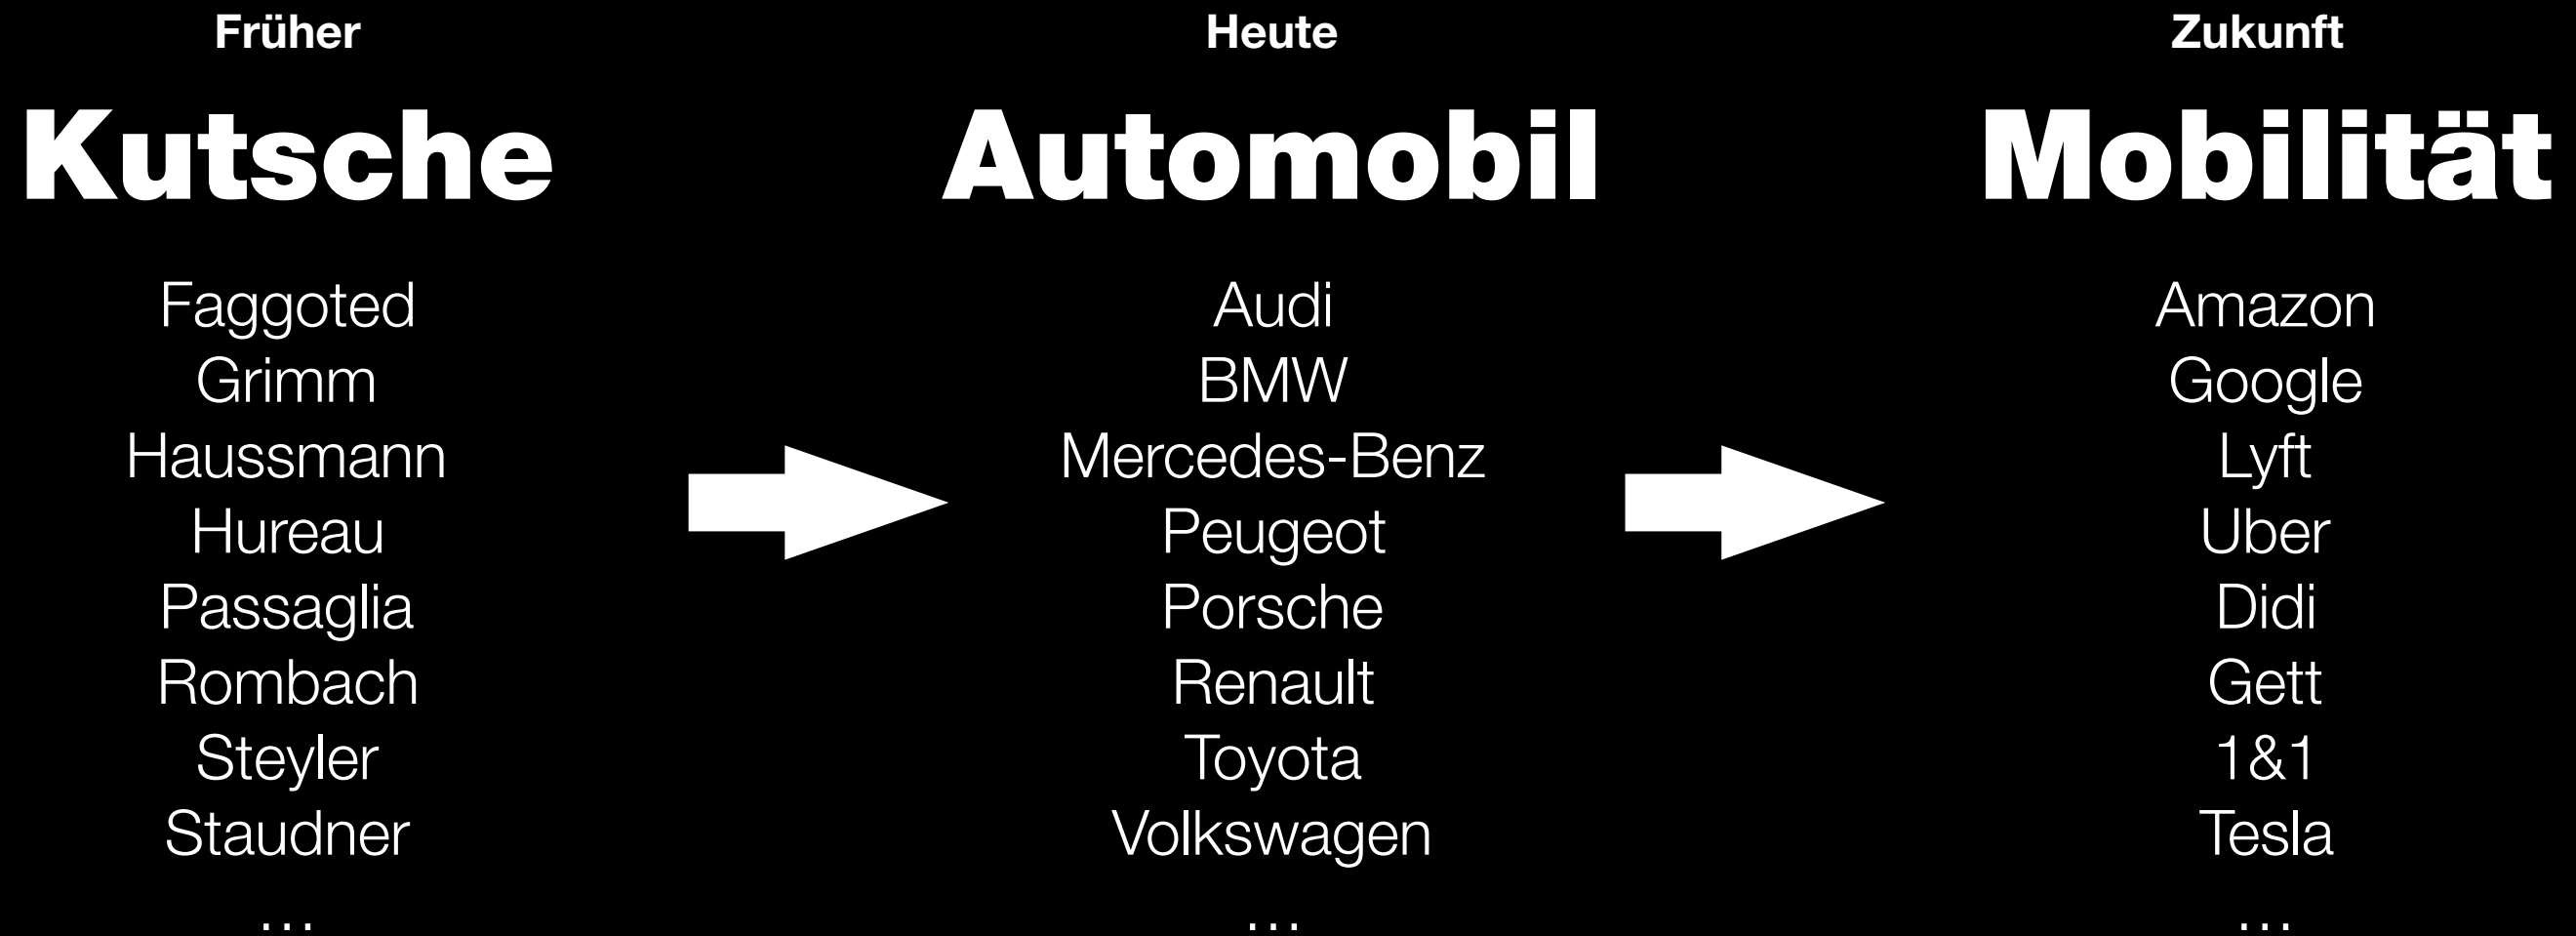 Früher
Kutsche
Faggoted
Grimm
Haussmann
Hureau
Passaglia
Rombach
Steyler
Staudner
...
Heute
Automobil
Audi
BMW
Mercedes-Benz
Peugeot
Porsche
Renault
Toyota
Volkswagen
...
Zukunft
Mobilität
Amazon
Google
Lyft
Uber
Didi
Gett
1&1
Tesla
...